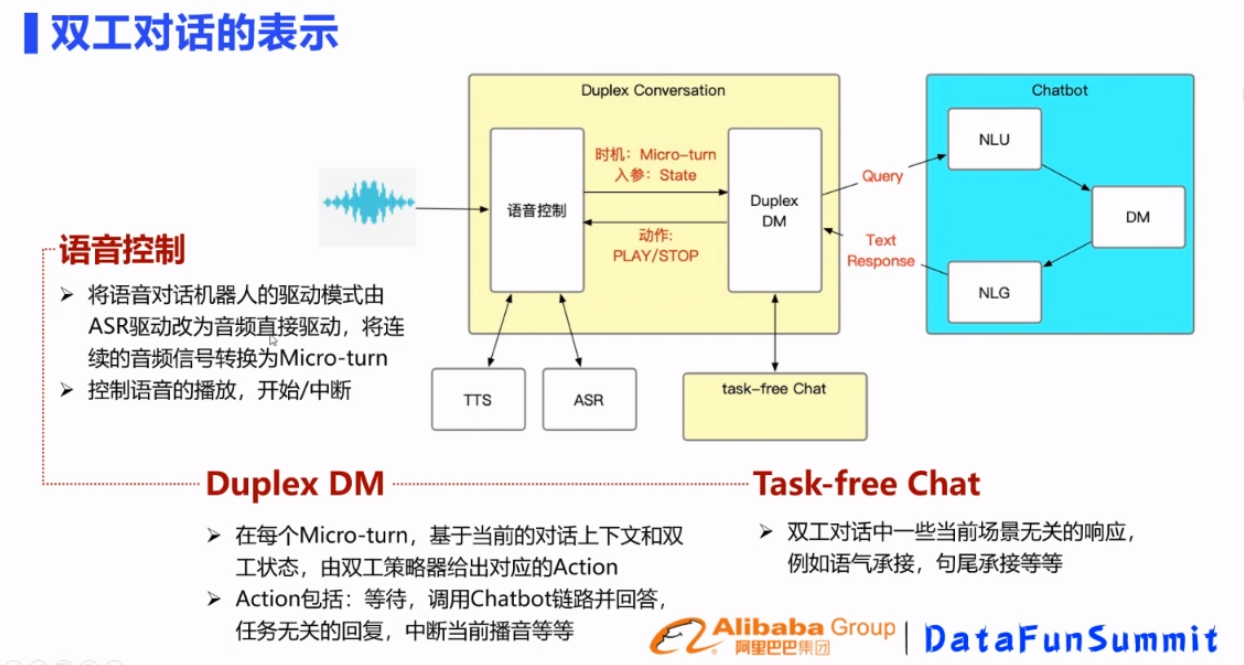 双工对话的表示
Duplex Conversation
语音控制
时机：Micro-turn
入参：State
动作:
PLAY/STOP
Duplex
DM
Query
Text
Response
Chatbot
NLU
DM
NLG
TTS
ASR
task-free Chat
语音控制
➢ 将语音对话机器人的驱动模式由
ASR驱动改为音频直接驱动，将连
续的音频信号转换为Micro-turn
➢ 控制语音的播放，开始/中断
Duplex DM
➢ 在每个Micro-turn，基于当前的对话上下文和双
工状态，由双工策略器给出对应的Action
➢ Action包括：等待，调用Chatbot链路并回答，
任务无关的回复，中断当前播音等等
Task-free Chat
➢ 双工对话中一些当前场景无关的响应，
例如语气承接，句尾承接等等
Alibaba Group
阿里巴巴集团
DataFunSummit